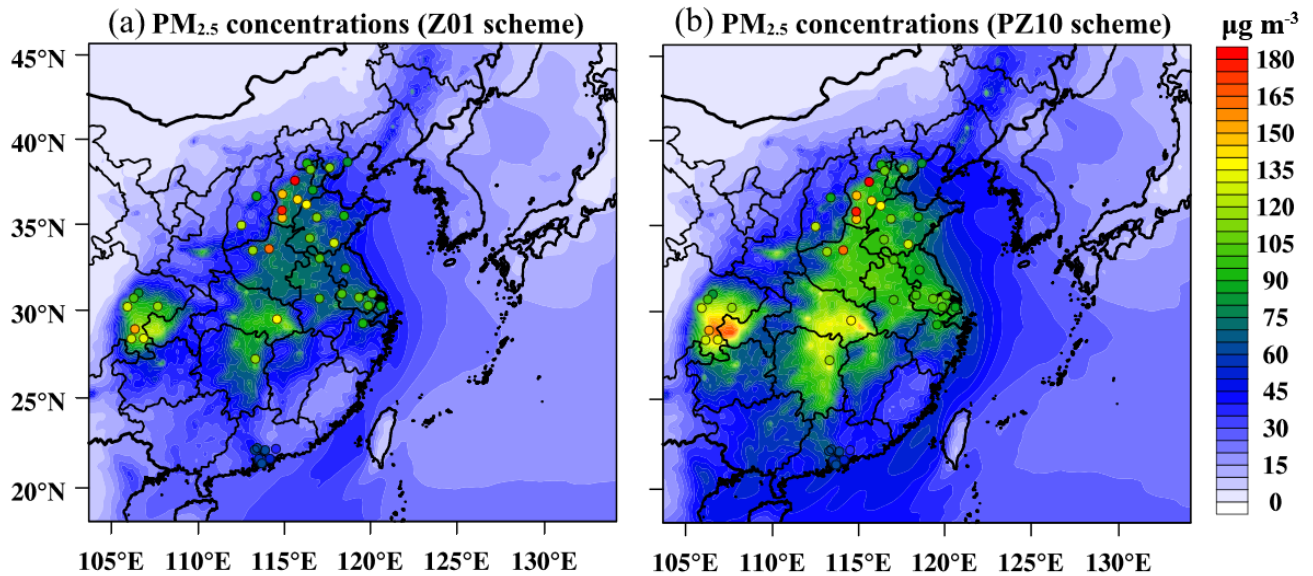 (a) PM2.5 concentrations (Z01 scheme)
(b) PM2.5 concentrations (PZ10 scheme)
μg m-3
45°N
40°N
35°N
30°N
25°N
20°N
105°E 110°E 115°E 120°E 125°E 130°E
105°E 110°E 115°E 120°E 125°E 130°E
180
165
150
135
120
105
90
75
60
45
30
15
0